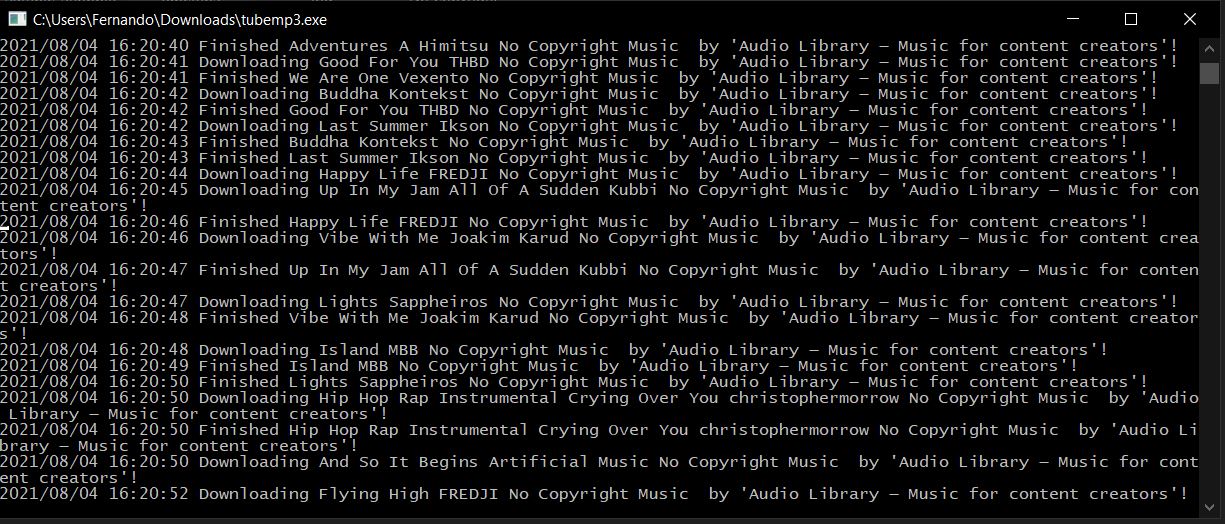 C:\Users\Fernando\Downloads\tubemp3.exe
2021/08/04 16:20:40 Finished Adventures A Himitsu No Copyright Music  by 'Audio Library — Music for content creators'!
2021/08/04 16:20:41 Downloading Good For You THBD No Copyright Music  by 'Audio Library — Music for content creators'!
2021/08/04 16:20:41 Finished We Are One Vexento No Copyright Music  by 'Audio Library — Music for content creators'!
2021/08/04 16:20:42 Downloading Buddha Kontekst No Copyright Music  by 'Audio Library — Music for content creators'!
2021/08/04 16:20:42 Finished Good For You THBD No Copyright Music  by 'Audio Library — Music for content creators'!
2021/08/04 16:20:42 Downloading Last Summer Ikson No Copyright Music  by 'Audio Library — Music for content creators'!
2021/08/04 16:20:43 Finished Buddha Kontekst No Copyright Music  by 'Audio Library — Music for content creators'!
2021/08/04 16:20:43 Finished Last Summer Ikson No Copyright Music  by 'Audio Library — Music for content creators'!
2021/08/04 16:20:44 Downloading Happy Life FREDJI No Copyright Music  by 'Audio Library — Music for content creators'!
2021/08/04 16:20:45 Downloading Up In My Jam All Of A Sudden Kubbi No Copyright Music  by 'Audio Library — Music for con
tent creators'!
2021/08/04 16:20:46 Finished Happy Life FREDJI No Copyright Music  by 'Audio Library — Music for content creators'!
2021/08/04 16:20:46 Downloading Vibe With Me Joakim Karud No Copyright Music  by 'Audio Library — Music for content crea
tors'!
2021/08/04 16:20:47 Finished Up In My Jam All Of A Sudden Kubbi No Copyright Music  by 'Audio Library — Music for conten
t creators'!
2021/08/04 16:20:47 Downloading Lights Sappheiros No Copyright Music  by 'Audio Library — Music for content creators'!
2021/08/04 16:20:48 Finished Vibe With Me Joakim Karud No Copyright Music  by 'Audio Library — Music for content creator
s'!
2021/08/04 16:20:48 Downloading Island MBB No Copyright Music  by 'Audio Library — Music for content creators'!
2021/08/04 16:20:49 Finished Island MBB No Copyright Music  by 'Audio Library — Music for content creators'!
2021/08/04 16:20:50 Finished Lights Sappheiros No Copyright Music  by 'Audio Library — Music for content creators'!
2021/08/04 16:20:50 Downloading Hip Hop Rap Instrumental Crying Over You christophermorrow No Copyright Music  by 'Audio
 Library — Music for content creators'!
2021/08/04 16:20:50 Finished Hip Hop Rap Instrumental Crying Over You christophermorrow No Copyright Music  by 'Audio Li
brary — Music for content creators'!
2021/08/04 16:20:50 Downloading And So It Begins Artificial Music No Copyright Music  by 'Audio Library — Music for cont
ent creators'!
2021/08/04 16:20:52 Downloading Flying High FREDJI No Copyright Music  by 'Audio Library — Music for content creators'!